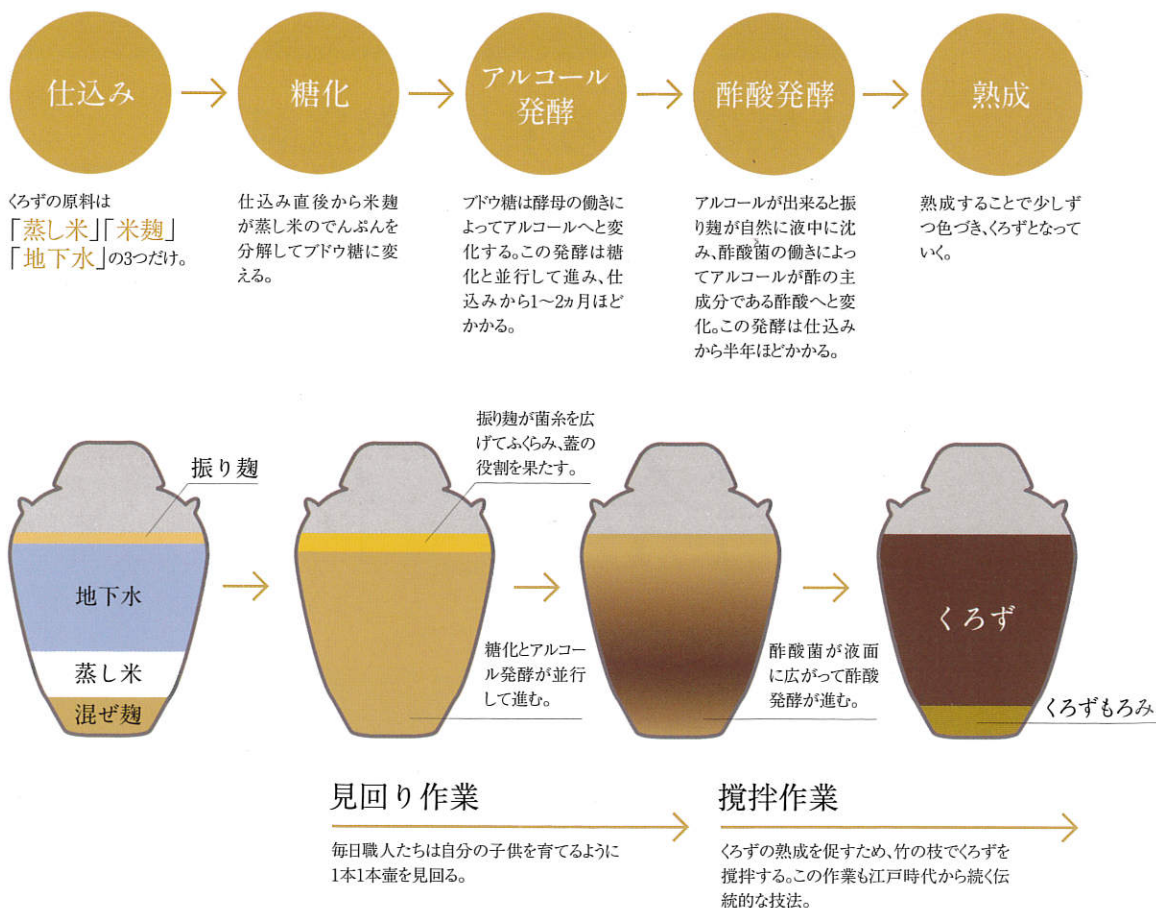 仕込み
糖化
アルコール
発酵
酢酸発酵
熟成
くろずの原料は
「蒸し米」「米麹」
「地下水」の3つだけ。
仕込み直後から米麹
が蒸し米のでんぷんを
分解してブドウ糖に変
える。
ブドウ糖は酵母の働きに
よってアルコールへと変
化する。この発酵は糖
化と並行して進み、仕
込みから1〜2ヵ月ほど
かかる。
アルコールが出来ると振
り麹が自然に液中に沈
み、酢酸菌の働きによっ
てアルコールが酢の主
成分である酢酸へと変
化。この発酵は仕込み
から半年ほどかかる。
熟成することで少しず
つ色づき、くろずとなって
いく。
振り麹
地下水
蒸し米
混ぜ麹
振り麹が菌糸を広
げてふくらみ、蓋の
役割を果たす。
糖化とアルコー
ル発酵が並行
して進む。
酢酸菌が液面
に広がって酢酸
発酵が進む。
くろず
くろずもろみ
見回り作業
毎日職人たちは自分の子供を育てるように
1本1本壷を見回る。
撹拌作業
くろずの熟成を促すため、竹の枝でくろずを
撹拌する。この作業も江戸時代から続く伝
統的な技法。